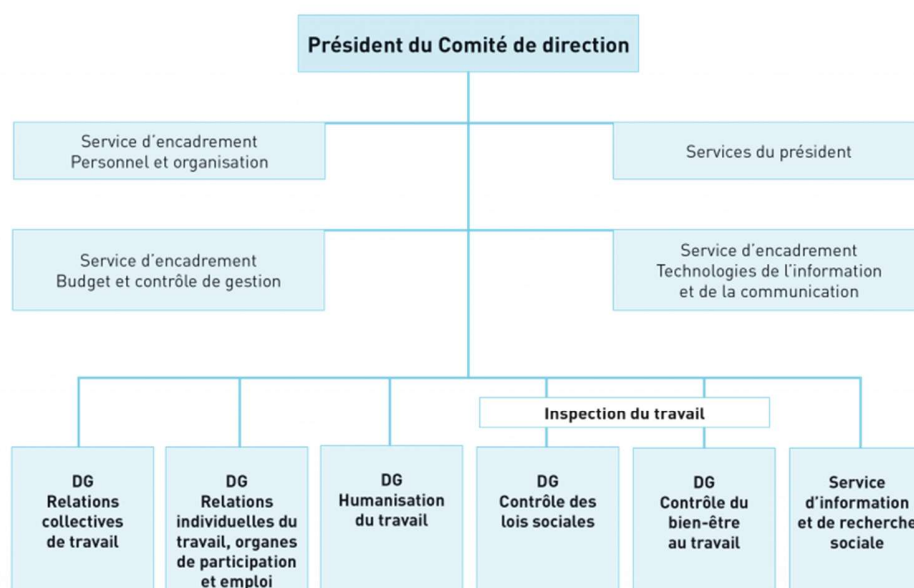 Président du Comité de direction
Service d'encadrement
Personnel et organisation
Services du président
Service d'encadrement
Budget et contrôle de gestion
Service d'encadrement
Technologies de l'information
et de la communication
Inspection du travail
DG
Relations
collectives
de travail
DG
Relations
individuelles du
travail, organes
de participation
et emploi
DG
Humanisation
du travail
DG
Contrôle des
lois sociales
DG
Contrôle du
bien-être
au travail
Service
d'information
et de recherche
sociale